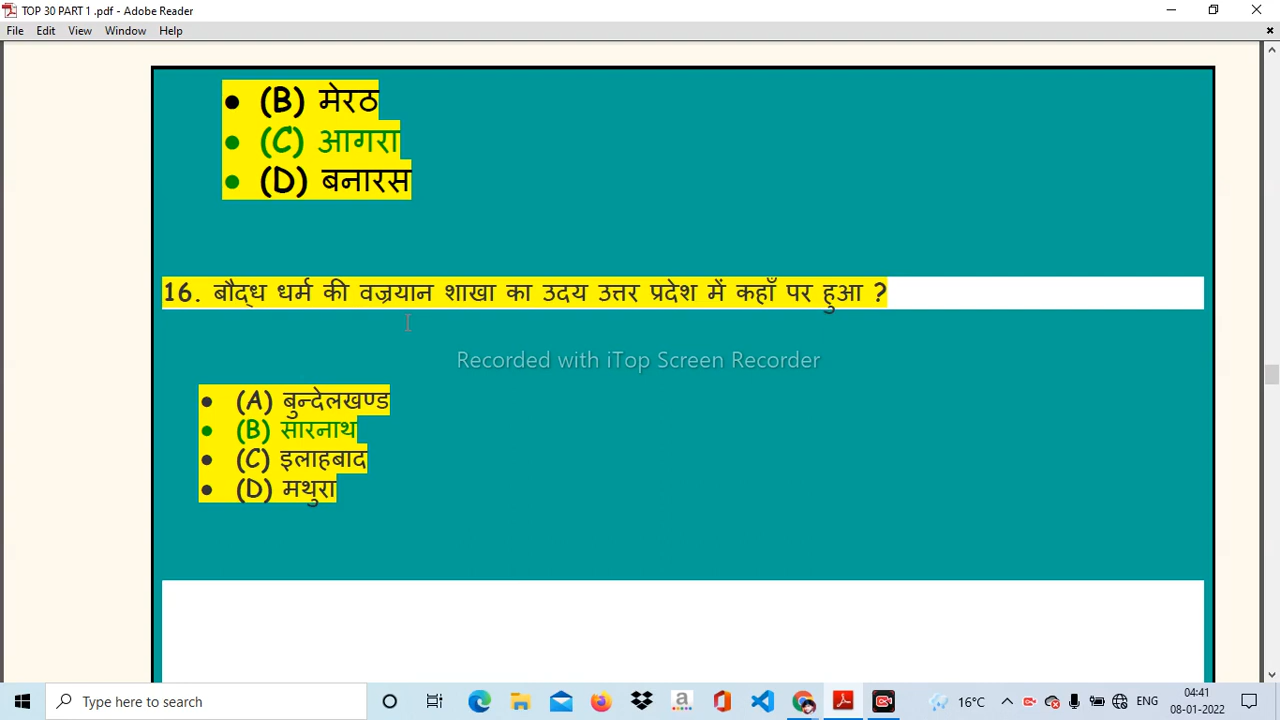 TOP 30 PART 1 .pdf - Adobe Reader
File Edit View Window Help
• (B) मेरठ
• (C) आगरा
• (D) बनारस
16. बौद्ध धर्म की वज्रयान शाखा का उदय उत्तर प्रदेश में कहाँ पर हुआ ?
Recorded with iTop Screen Recorder
• (A) बुन्देलखण्ड
• (B) सारनाथ
• (C) इलाहबाद
• (D) मथुरा
Type here to search
16°C
ENG
04:41
08-01-2022